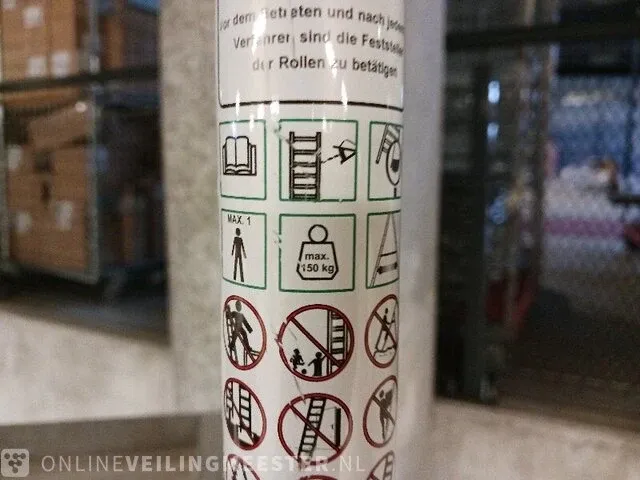 Vor dem Betreten und nach jedem
Verfahren sind die Feststeller
der Rollen zu betätigen
MAX. 1
max.
150 kg
ONLINEVEILINGMEESTER.NL